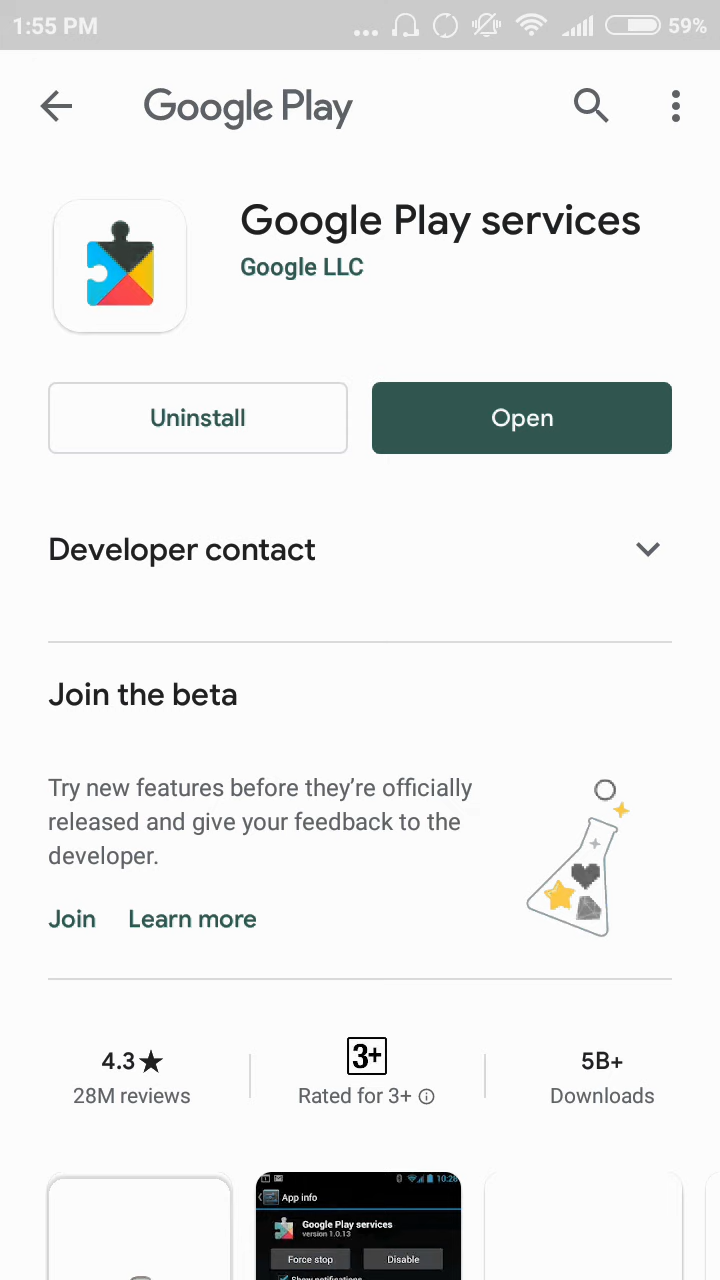 1:55 PM
59%
Google Play
Google Play services
Google LLC
Uninstall
Open
Developer contact
Join the beta
Try new features before they're officially
released and give your feedback to the
developer.
Join
Learn more
4.3★
28M reviews
3+
Rated for 3+
5B+
Downloads
10:28
App info
Google Play services
version 1.0.13
Force stop
Disable
Show notifications